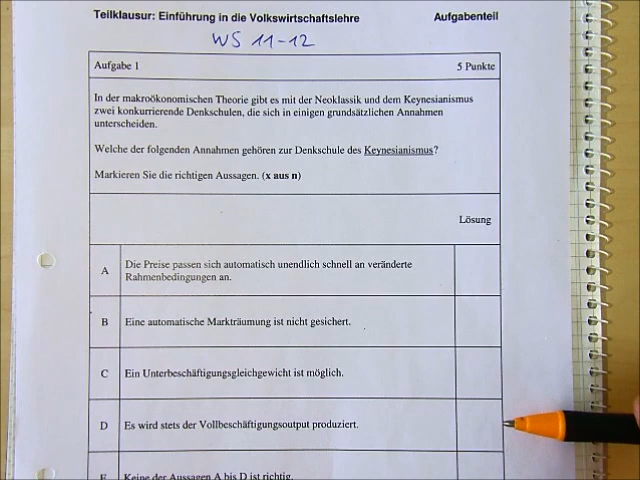 Teilklausur: Einführung in die Volkswirtschaftslehre Aufgabenteil
WS 11-12
Aufgabe 1 5 Punkte
In der makroökonomischen Theorie gibt es mit der Neoklassik und dem Keynesianismus
zwei konkurrierende Denkschulen, die sich in einigen grundsätzlichen Annahmen
unterscheiden.
Welche der folgenden Annahmen gehören zur Denkschule des Keynesianismus?
Markieren Sie die richtigen Aussagen. (x aus n)
Lösung
A Die Preise passen sich automatisch unendlich schnell an veränderte
Rahmenbedingungen an.
B Eine automatische Markträumung ist nicht gesichert.
C Ein Unterbeschäftigungsgleichgewicht ist möglich.
D Es wird stets der Vollbeschäftigungsoutput produziert.
E Keine der Aussagen A bis D ist richtig.